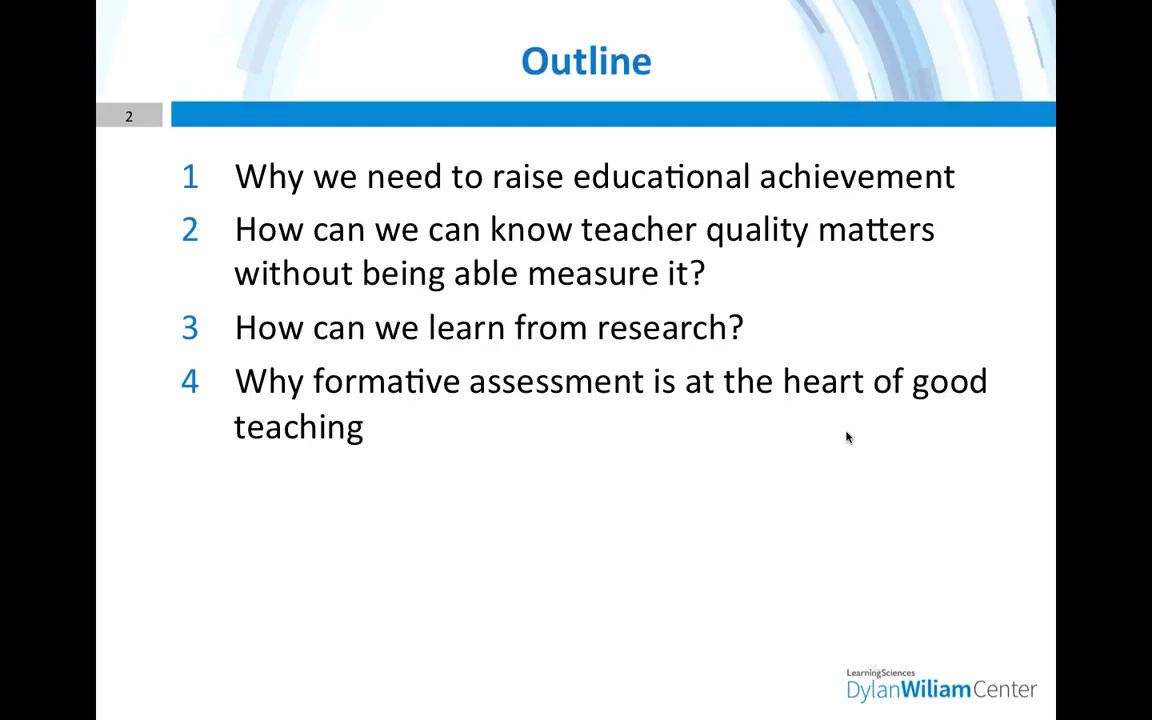 Outline
2
1 Why we need to raise educational achievement
2 How can we can know teacher quality matters
without being able measure it?
3 How can we learn from research?
4 Why formative assessment is at the heart of good
teaching
LearningSciences
DylanWiliamCenter